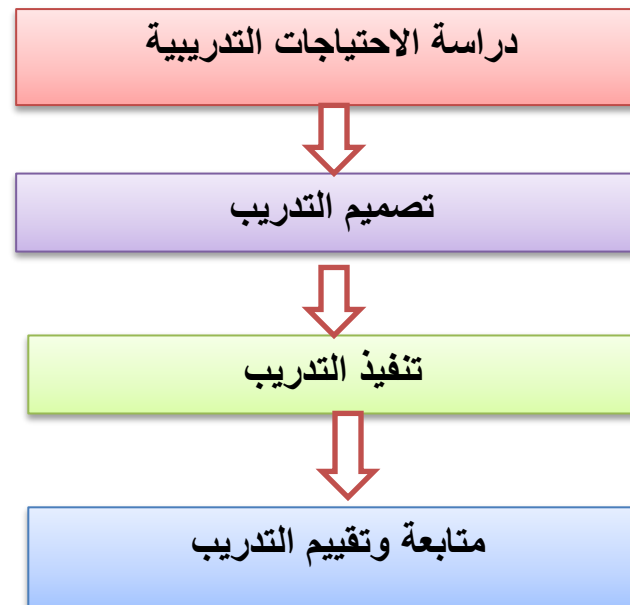 دراسة الاحتياجات التدريبية
تصميم التدريب
تنفيذ التدريب
متابعة وتقييم التدريب